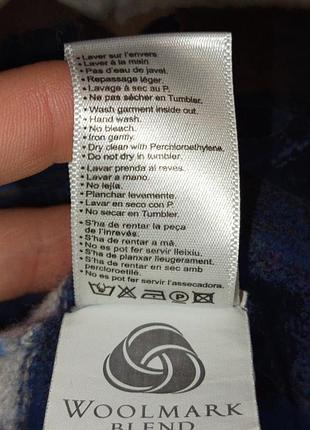 • Laver sur l'envers
• Laver à la main
• Pas d'eau de javel.
• Repassage léger.
• Lavage à sec au P.
• Ne pas sécher en Tumbler.
• Wash garment inside out.
• Hand wash.
• No bleach.
• Iron gently.
• Dry clean with Perchloroethylene.
• Do not dry in tumbler.
• Lavar prenda al reves.
• Lavar a mano.
• No lejía.
• Planchar levemente.
• Lavar en seco con P.
• No secar en Tumbler.
• S'ha de rentar la peça
de l'inrevés.
• S'ha de rentar a mà.
• No es pot fer servir lleixiu.
• S'ha de planxar lleugerament.
• S'ha de rentar en sec amb
percloroetilé.
• No es pot fer servir l'assecadora.
P
WOOLMARK
BLEND